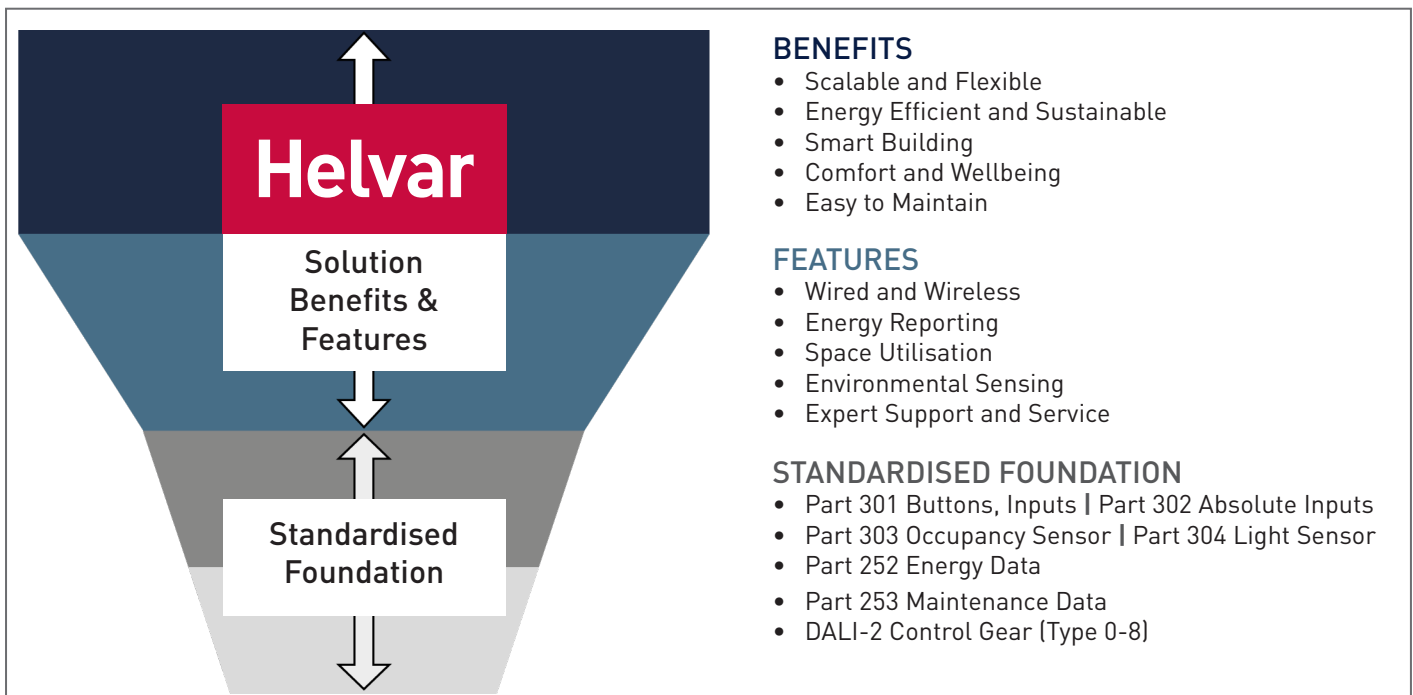 Helvar
Solution
Benefits &
Features
Standardised
Foundation
BENEFITS
• Scalable and Flexible
• Energy Efficient and Sustainable
• Smart Building
• Comfort and Wellbeing
• Easy to Maintain
FEATURES
• Wired and Wireless
• Energy Reporting
• Space Utilisation
• Environmental Sensing
• Expert Support and Service
STANDARDISED FOUNDATION
• Part 301 Buttons, Inputs | Part 302 Absolute Inputs
• Part 303 Occupancy Sensor | Part 304 Light Sensor
• Part 252 Energy Data
• Part 253 Maintenance Data
• DALI-2 Control Gear (Type 0-8)